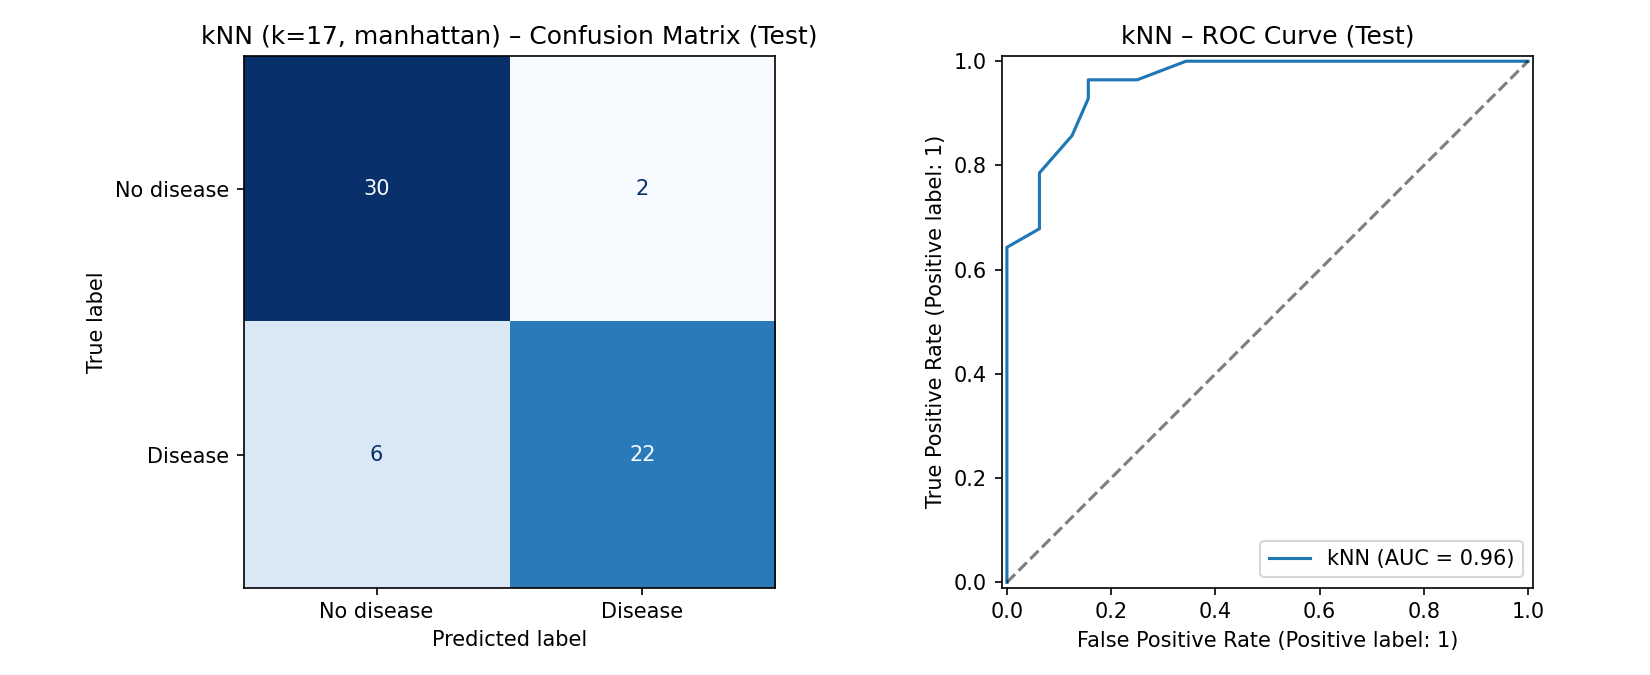 kNN (k=17, manhattan) – Confusion Matrix (Test)
True label
No disease
Disease
30
2
6
22
No disease
Disease
Predicted label
kNN – ROC Curve (Test)
True Positive Rate (Positive label: 1)
1.0
0.8
0.6
0.4
0.2
0.0
kNN (AUC = 0.96)
0.0
0.2
0.4
0.6
0.8
1.0
False Positive Rate (Positive label: 1)